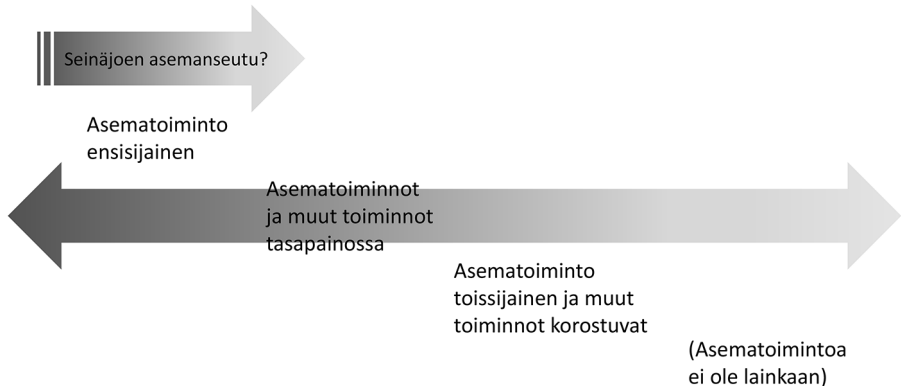 Seinäjoen asemanseutu?
Asematoiminto
ensisijainen
Asematoiminnot
ja muut toiminnot
tasapainossa
Asematoiminto
toissijainen ja muut
toiminnot korostuvat
(Asematoimintoa
ei ole lainkaan)